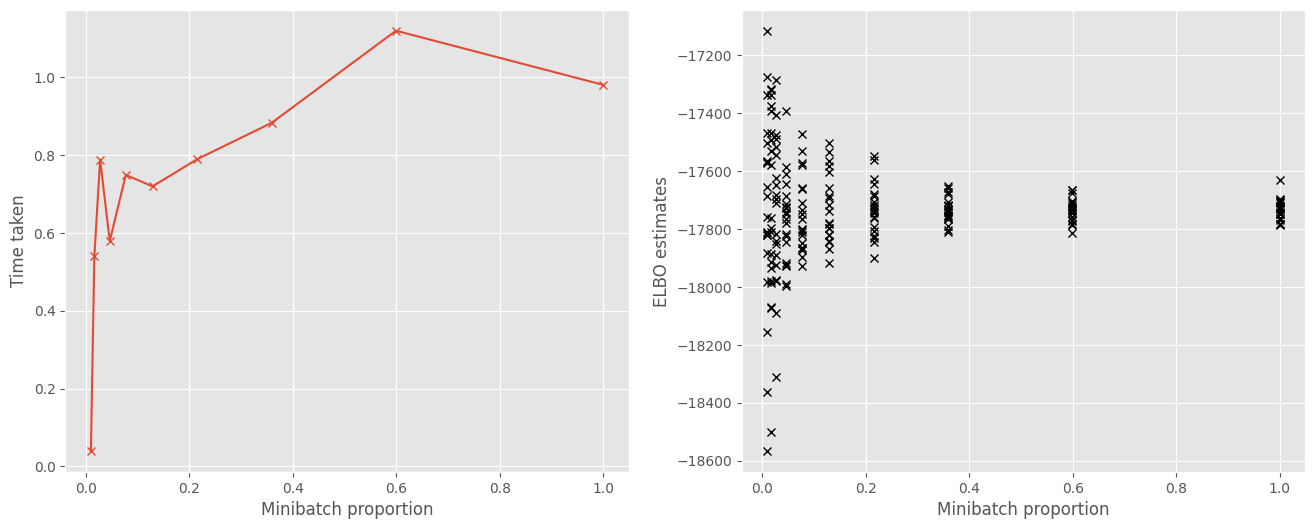 1.0
0.8
0.6
0.4
0.2
0.0
Time taken
0.0 0.2 0.4 0.6 0.8 1.0
Minibatch proportion
−17200
−17400
−17600
−17800
−18000
−18200
−18400
−18600
ELBO estimates
0.0 0.2 0.4 0.6 0.8 1.0
Minibatch proportion